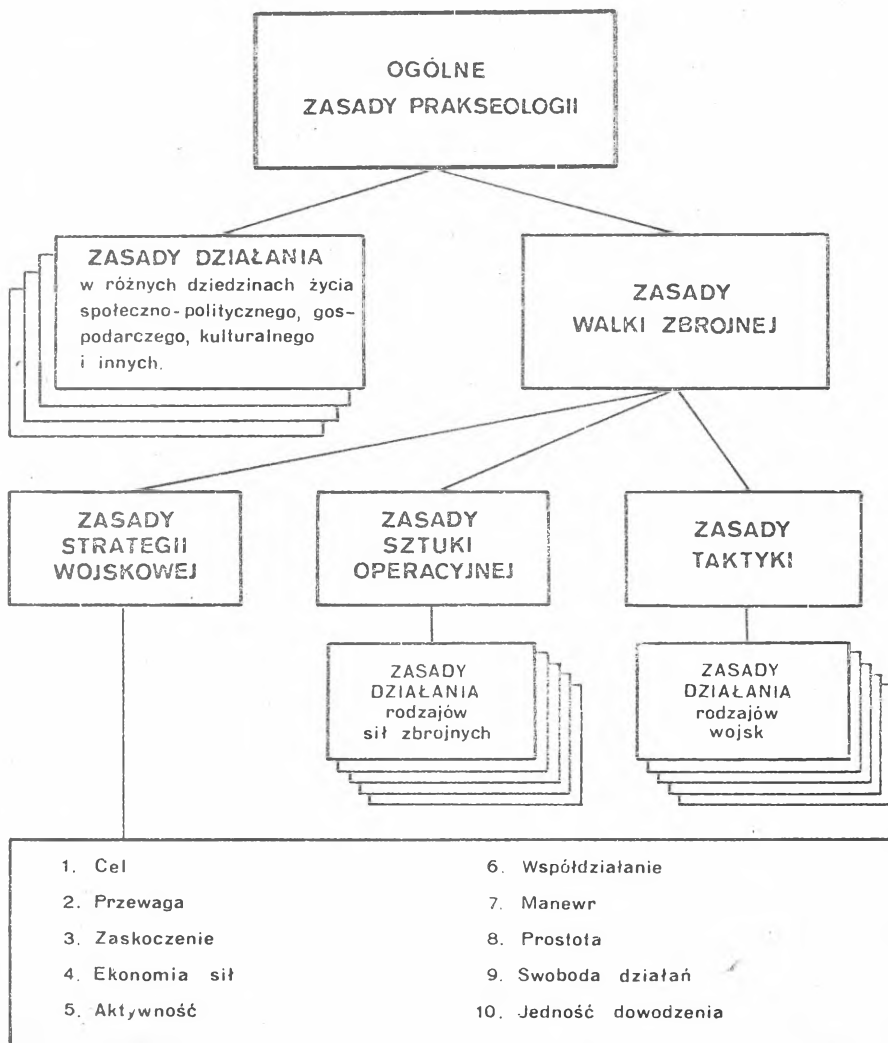 OGÓLNE
ZASADY PRAKSEOLOGII
ZASADY DZIAŁANIA
w różnych dziedzinach życia
społeczno-politycznego, gos-
podarczego, kulturalnego
i innych.
ZASADY
WALKI ZBROJNEJ
ZASADY
STRATEGII
WOJSKOWEJ
ZASADY
SZTUKI
OPERACYJNEJ
ZASADY
TAKTYKI
ZASADY
DZIAŁANIA
rodzajów
sił zbrojnych
ZASADY
DZIAŁANIA
rodzajów
wojsk
1. Cel
2. Przewaga
3. Zaskoczenie
4. Ekonomia sił
5. Aktywność
6. Współdziałanie
7. Manewr
8. Prostota
9. Swoboda działań
10. Jedność dowodzenia